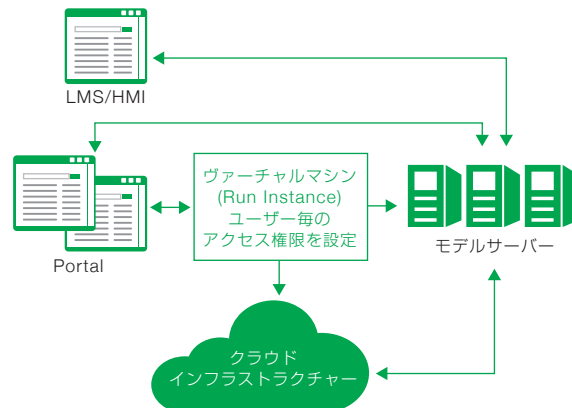 LMS/HMI
Portal
ヴァーチャルマシン
(Run Instance)
ユーザー毎の
アクセス権限を設定
モデルサーバー
クラウド
インフラストラクチャー